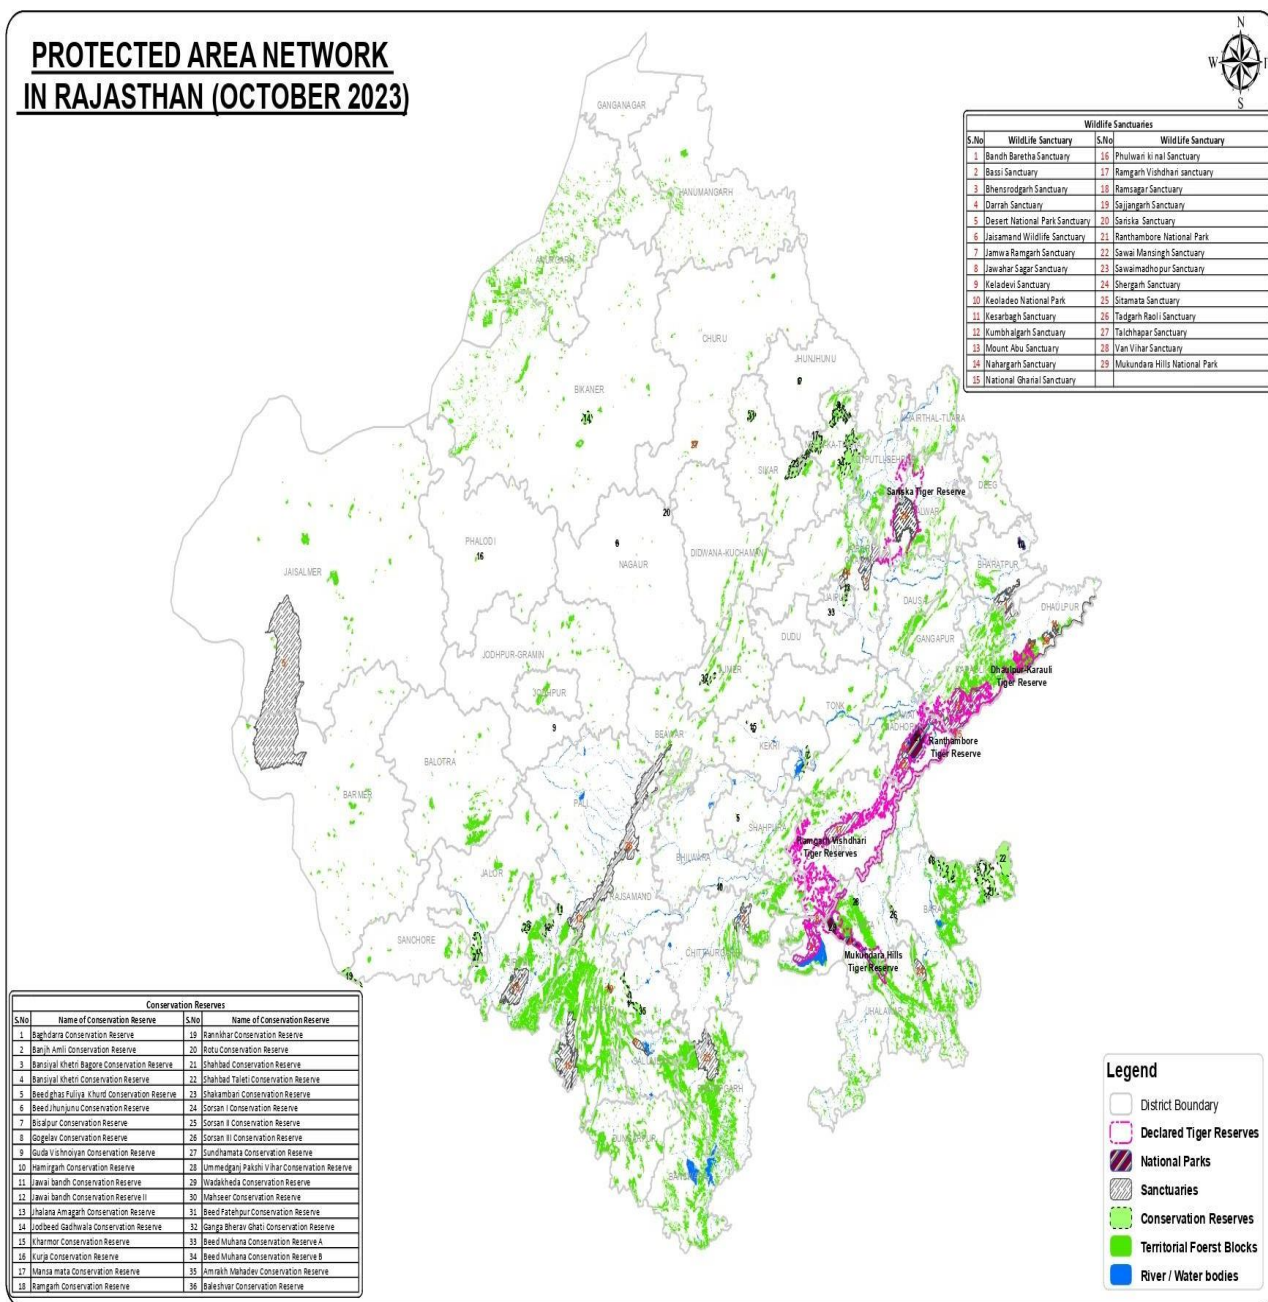 PROTECTED AREA NETWORK
IN RAJASTHAN (OCTOBER 2023)
N
W
S
Wildlife Sanctuaries
S.No WildLife Sanctuary S.No WildLife Sanctuary
1 Bandh Baretha Sanctuary 16 Phulwari ki nal Sanctuary
2 Bassi Sanctuary 17 Ramgarh Vishdhari sanctuary
3 Bhensrodgarh Sanctuary 18 Ramsagar Sanctuary
4 Darrah Sanctuary 19 Sajjangarh Sanctuary
5 Desert National Park Sanctuary 20 Sariska Sanctuary
6 Jaisamand Wildlife Sanctuary 21 Ranthambore National Park
7 Jamwa Ramgarh Sanctuary 22 Sawai Mansingh Sanctuary
8 Jawahar Sagar Sanctuary 23 Sawaimadhopur Sanctuary
9 Keladevi Sanctuary 24 Shergarh Sanctuary
10 Keoladeo National Park 25 Sitamata Sanctuary
11 Kesarbagh Sanctuary 26 Tadgarh Raoli Sanctuary
12 Kumbhalgarh Sanctuary 27 Talchhapar Sanctuary
13 Mount Abu Sanctuary 28 Van Vihar Sanctuary
14 Nahargarh Sanctuary 29 Mukundara Hills National Park
15 National Gharial Sanctuary
GANGANAGAR
HANUMANGARH
ANUPGARH
CHURU
JHUNJHUNU
BIKANER
KHAIRTHAL-TIJARA
SIKAR
DEEG
Sariska Tiger Reserve
ALWAR
20
PHALODI
16
NAGAUR
DIDWANA-KUCHAMAN
JAISALMER
BHARATPUR
DHAULPUR
DAUSA
33
DUDU
GANGAPUR
JODHPUR-GRAMIN
AJMER
Dhaulpur-Karauli
Tiger Reserve
JODHPUR
TONK
9
BEAWAR
KEKRI
Ranthambore
Tiger Reserve
BALOTRA
BARMER
PALI
5
SHAHPURA
Ramgarh Vishdhari
Tiger Reserves
BHILWARA
22
JALOR
RAJSAMAND
26
SANCHORE
CHITTAURGARH
Mukundara Hills
Tiger Reserve
19
JHALAWAR
DUNGARPUR
Conservation Reserves
S.No Name of Conservation Reserve S.No Name of Conservation Reserve
1 Baghdarra Conservation Reserve 19 Rannkhar Conservation Reserve
2 Banjh Amli Conservation Reserve 20 Rotu Conservation Reserve
3 Bansiyal Khetri Bagore Conservation Reserve 21 Shahbad Conservation Reserve
4 Bansiyal Khetri Conservation Reserve 22 Shahbad Taleti Conservation Reserve
5 Beed ghas Fuliya Khurd Conservation Reserve 23 Shakambari Conservation Reserve
6 Beed Jhunjunu Conservation Reserve 24 Sorsan I Conservation Reserve
7 Bisalpur Conservation Reserve 25 Sorsan II Conservation Reserve
8 Gogelav Conservation Reserve 26 Sorsan III Conservation Reserve
9 Guda Vishnoiyan Conservation Reserve 27 Sundhamata Conservation Reserve
10 Hamirgarh Conservation Reserve 28 Ummedganj Pakshi Vihar Conservation Reserve
11 Jawai bandh Conservation Reserve 29 Wadakheda Conservation Reserve
12 Jawai bandh Conservation Reserve II 30 Mahseer Conservation Reserve
13 Jhalana Amagarh Conservation Reserve 31 Beed Fatehpur Conservation Reserve
14 Jodbeed Gadhwala Conservation Reserve 32 Ganga Bherav Ghati Conservation Reserve
15 Kharmor Conservation Reserve 33 Beed Muhana Conservation Reserve A
16 Kurja Conservation Reserve 34 Beed Muhana Conservation Reserve B
17 Mansa mata Conservation Reserve 35 Amrakh Mahadev Conservation Reserve
18 Ramgarh Conservation Reserve 36 Baleshvar Conservation Reserve
Legend
District Boundary
Declared Tiger Reserves
National Parks
Sanctuaries
Conservation Reserves
Territorial Foerst Blocks
River / Water bodies